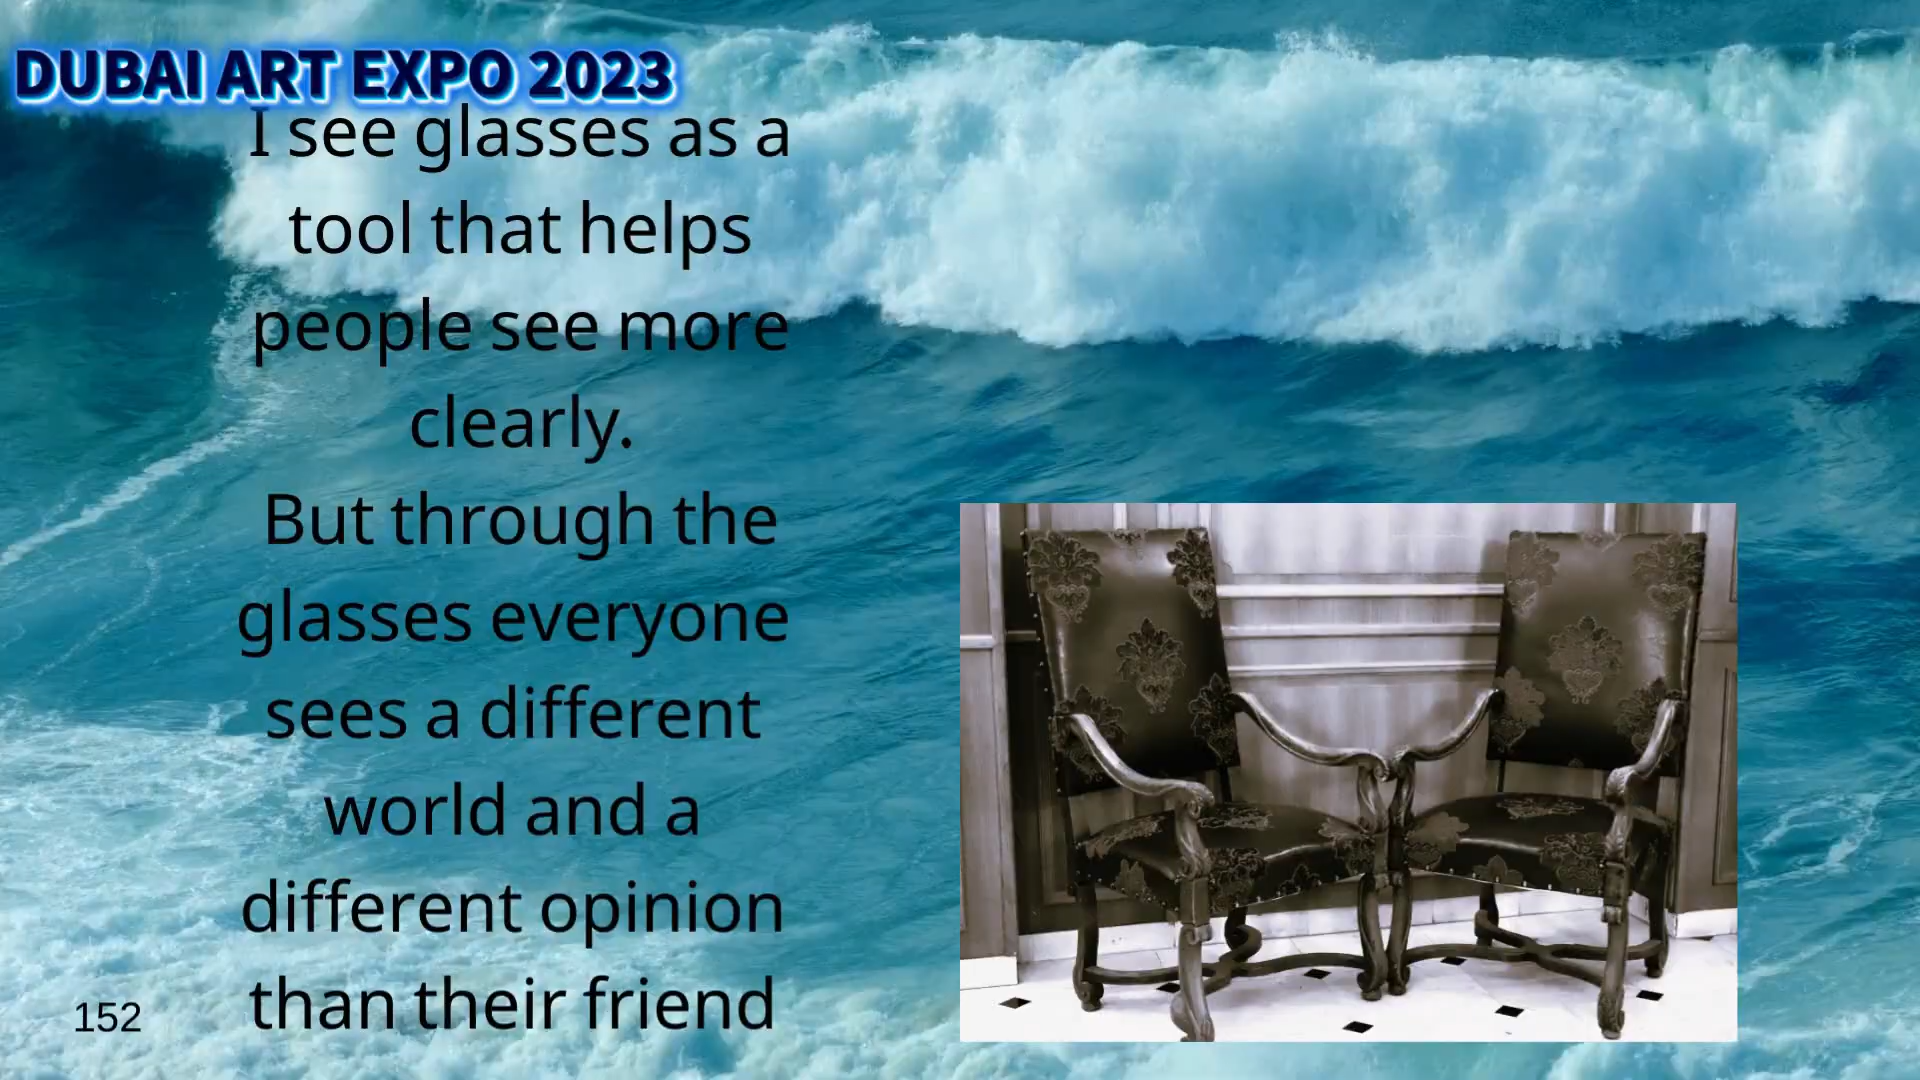 DUBAI ART EXPO 2023
I see glasses as a
tool that helps
people see more
clearly.
But through the
glasses everyone
sees a different
world and a
different opinion
than their friend
152